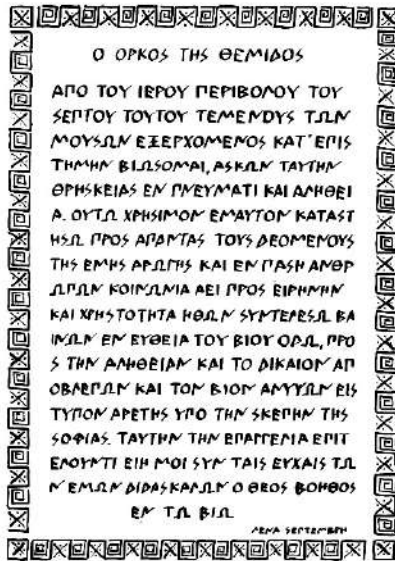 Ο ΟΡΚΟΣ ΤΗΣ ΘΕΜΙΔΟΣ
ΑΠΟ ΤΟΥ ΙΕΡΟΥ ΠΕΡΙΒΟΛΟΥ ΤΟΥ
ΣΕΠΤΟΥ ΤΟΥΤΟΥ ΤΕΜΕΝΟΥΣ ΤΩΝ
ΜΟΥΣΩΝ ΕΞΕΡΧΟΜΕΝΟΣ ΚΑΤ' ΕΠΙΣ
ΤΗΜΗΝ ΒΙΩΣΟΜΑΙ, ΑΣΚΩΝ ΤΑΥΤΗΝ
ΘΡΗΣΚΕΙΑΣ ΕΝ ΠΝΕΥΜΑΤΙ ΚΑΙ ΑΛΗΘΕΙ
Α. ΟΥΤΩ ΧΡΗΣΙΜΟΝ ΕΜΑΥΤΟΝ ΚΑΤΑΣΤ
ΗΣΩ ΠΡΟΣ ΑΠΑΝΤΑΣ ΤΟΥΣ ΔΕΟΜΕΝΟΥΣ
ΤΗΣ ΕΜΗΣ ΑΡΩΓΗΣ ΚΑΙ ΕΝ ΠΑΣΗ ΑΝΘΡ
ΩΠΩΝ ΚΟΙΝΩΝΙΑ ΑΕΙ ΠΡΟΣ ΕΙΡΗΝΗΝ
ΚΑΙ ΧΡΗΣΤΟΤΗΤΑ ΗΘΩΝ ΣΥΝΤΕΛΕΣΩ ΒΑ
ΙΝΩΝ ΕΝ ΕΥΘΕΙΑ ΤΟΥ ΒΙΟΥ ΟΔΩ, ΠΡΟ
Σ ΤΗΝ ΑΛΗΘΕΙΑΝ ΚΑΙ ΤΟ ΔΙΚΑΙΟΝ ΑΠ
ΟΒΛΕΠΩΝ ΚΑΙ ΤΟΝ ΒΙΟΝ ΑΝΥΨΩΝ ΕΙΣ
ΤΥΠΟΝ ΑΡΕΤΗΣ ΥΠΟ ΤΗΝ ΣΚΕΠΗΝ ΤΗΣ
ΣΟΦΙΑΣ. ΤΑΥΤΗΝ ΤΗΝ ΕΠΑΓΓΕΛΙΑ ΕΠΙΤ
ΕΛΟΥΝΤΙ ΕΙΗ ΜΟΙ ΣΥΝ ΤΑΙΣ ΕΥΧΑΙΣ ΤΩ
Ν ΕΜΩΝ ΔΙΔΑΣΚΑΛΩΝ Ο ΘΕΟΣ ΒΟΗΘΟΣ
ΕΝ ΤΩ ΒΙΩ
ΛΕΝΑ ΣΕΠΤΕΜΒΡΗ